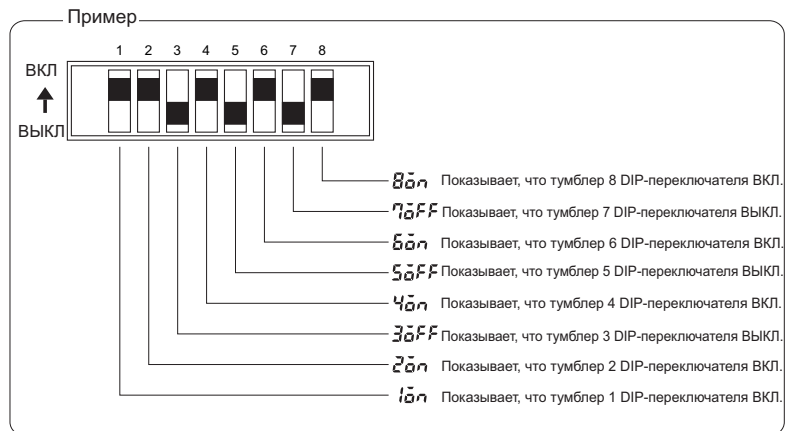 Пример
1 2 3 4 5 6 7 8
ВКЛ
ВЫКЛ
8on Показывает, что тумблер 8 DIP-переключателя ВКЛ.
7oFF Показывает, что тумблер 7 DIP-переключателя ВЫКЛ.
6on Показывает, что тумблер 6 DIP-переключателя ВКЛ.
5oFF Показывает, что тумблер 5 DIP-переключателя ВЫКЛ.
4on Показывает, что тумблер 4 DIP-переключателя ВКЛ.
3oFF Показывает, что тумблер 3 DIP-переключателя ВЫКЛ.
2on Показывает, что тумблер 2 DIP-переключателя ВКЛ.
1on Показывает, что тумблер 1 DIP-переключателя ВКЛ.